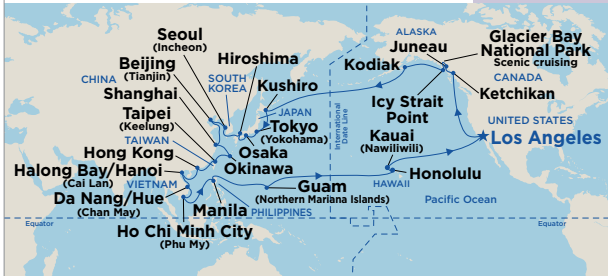 Seoul
(Incheon)
Beijing
(Tianjin)
CHINA
Shanghai
Taipei
(Keelung)
TAIWAN
Hong Kong
Halong Bay/Hanoi
(Cai Lan)
VIETNAM
Da Nang/Hue
(Chan May)
Ho Chi Minh City
(Phu My)
Manila
PHILIPPINES
SOUTH
KOREA
Hiroshima
Kushiro
JAPAN
Tokyo
(Yokohama)
Osaka
Okinawa
Guam
(Northern Mariana Islands)
International
Date Line
Kodiak
ALASKA
Juneau
Glacier Bay
National Park
Scenic cruising
CANADA
Ketchikan
Icy Strait
Point
UNITED STATES
Los Angeles
Kauai
(Nawiliwili)
Honolulu
HAWAII
Pacific Ocean
Equator
Equator